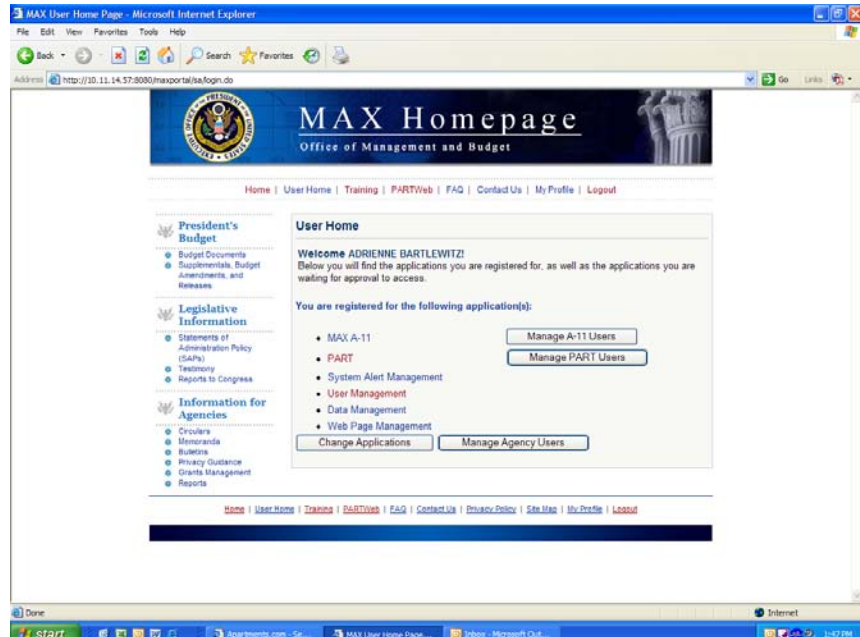 MAX User Home Page - Microsoft Internet Explorer
File Edit View Favorites Tools Help
Back Search Favorites
Address http://10.11.14.57:8080/maxportal/sa/login.do Go Links
MAX Homepage
Office of Management and Budget
Home | User Home | Training | PARTWeb | FAQ | Contact Us | My Profile | Logout
President's
Budget
Budget Documents
Supplementals, Budget
Amendments, and
Releases
Legislative
Information
Statements of
Administration Policy
(SAPs)
Testimony
Reports to Congress
Information for
Agencies
Circulars
Memoranda
Bulletins
Privacy Guidance
Grants Management
Reports
User Home
Welcome ADRIENNE BARTLEWITZ!
Below you will find the applications you are registered for, as well as the applications you are
waiting for approval to access.
You are registered for the following application(s):
MAX A-11 Manage A-11 Users
PART Manage PART Users
System Alert Management
User Management
Data Management
Web Page Management
Change Applications Manage Agency Users
Home | User Home | Training | PARTWeb | FAQ | Contact Us | Privacy Policy | Site Map | My Profile | Logout
Done Internet
start Apartments.com - Se... MAX User Home Page... Inbox - Microsoft Out... 1:47 PM